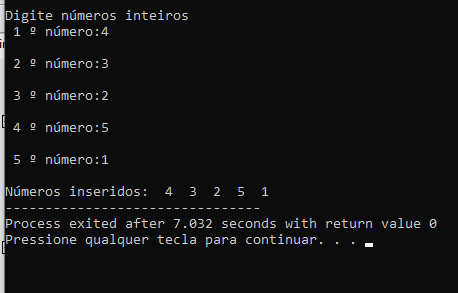 Digite números inteiros
1 º número:4
2 º número:3
3 º número:2
4 º número:5
5 º número:1
Números inseridos:  4  3  2  5  1
--------------------------------
Process exited after 7.032 seconds with return value 0
Pressione qualquer tecla para continuar. . .